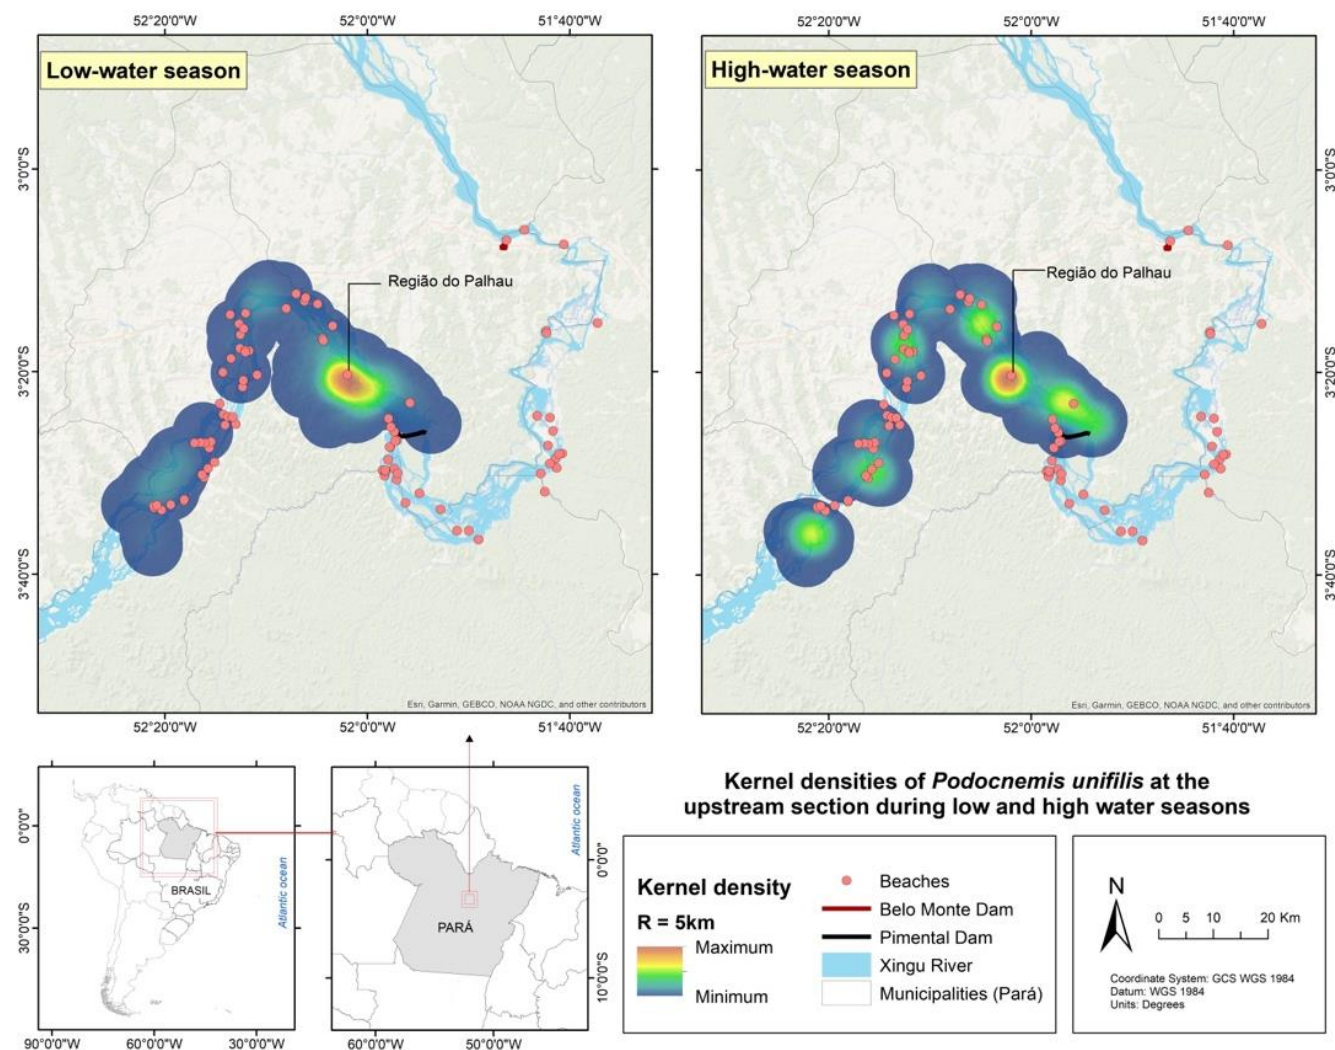 52°20'0"W 52°0'0"W 51°40'0"W 52°20'0"W 52°0'0"W 51°40'0"W
Low-water season
High-water season
3°0'0"S
3°20'0"S
3°40'0"S
3°0'0"S
3°20'0"S
3°40'0"S
Região do Palhau
Região do Palhau
Esri, Garmin, GEBCO, NOAA NGDC, and other contributors
Esri, Garmin, GEBCO, NOAA NGDC, and other contributors
52°20'0"W 52°0'0"W 51°40'0"W 52°20'0"W 52°0'0"W 51°40'0"W
0°0'0"
30°0'0"S
BRASIL
Atlantic ocean
90°0'0"W 60°0'0"W 30°0'0"W
PARÁ
Atlantic ocean
0°0'0"
10°0'0"S
60°0'0"W 50°0'0"W
Kernel densities of Podocnemis unifilis at the
upstream section during low and high water seasons
Kernel density
R = 5km
Maximum
Minimum
Beaches
Belo Monte Dam
Pimental Dam
Xingu River
Municipalities (Pará)
N
0 5 10 20 Km
Coordinate System: GCS WGS 1984
Datum: WGS 1984
Units: Degrees